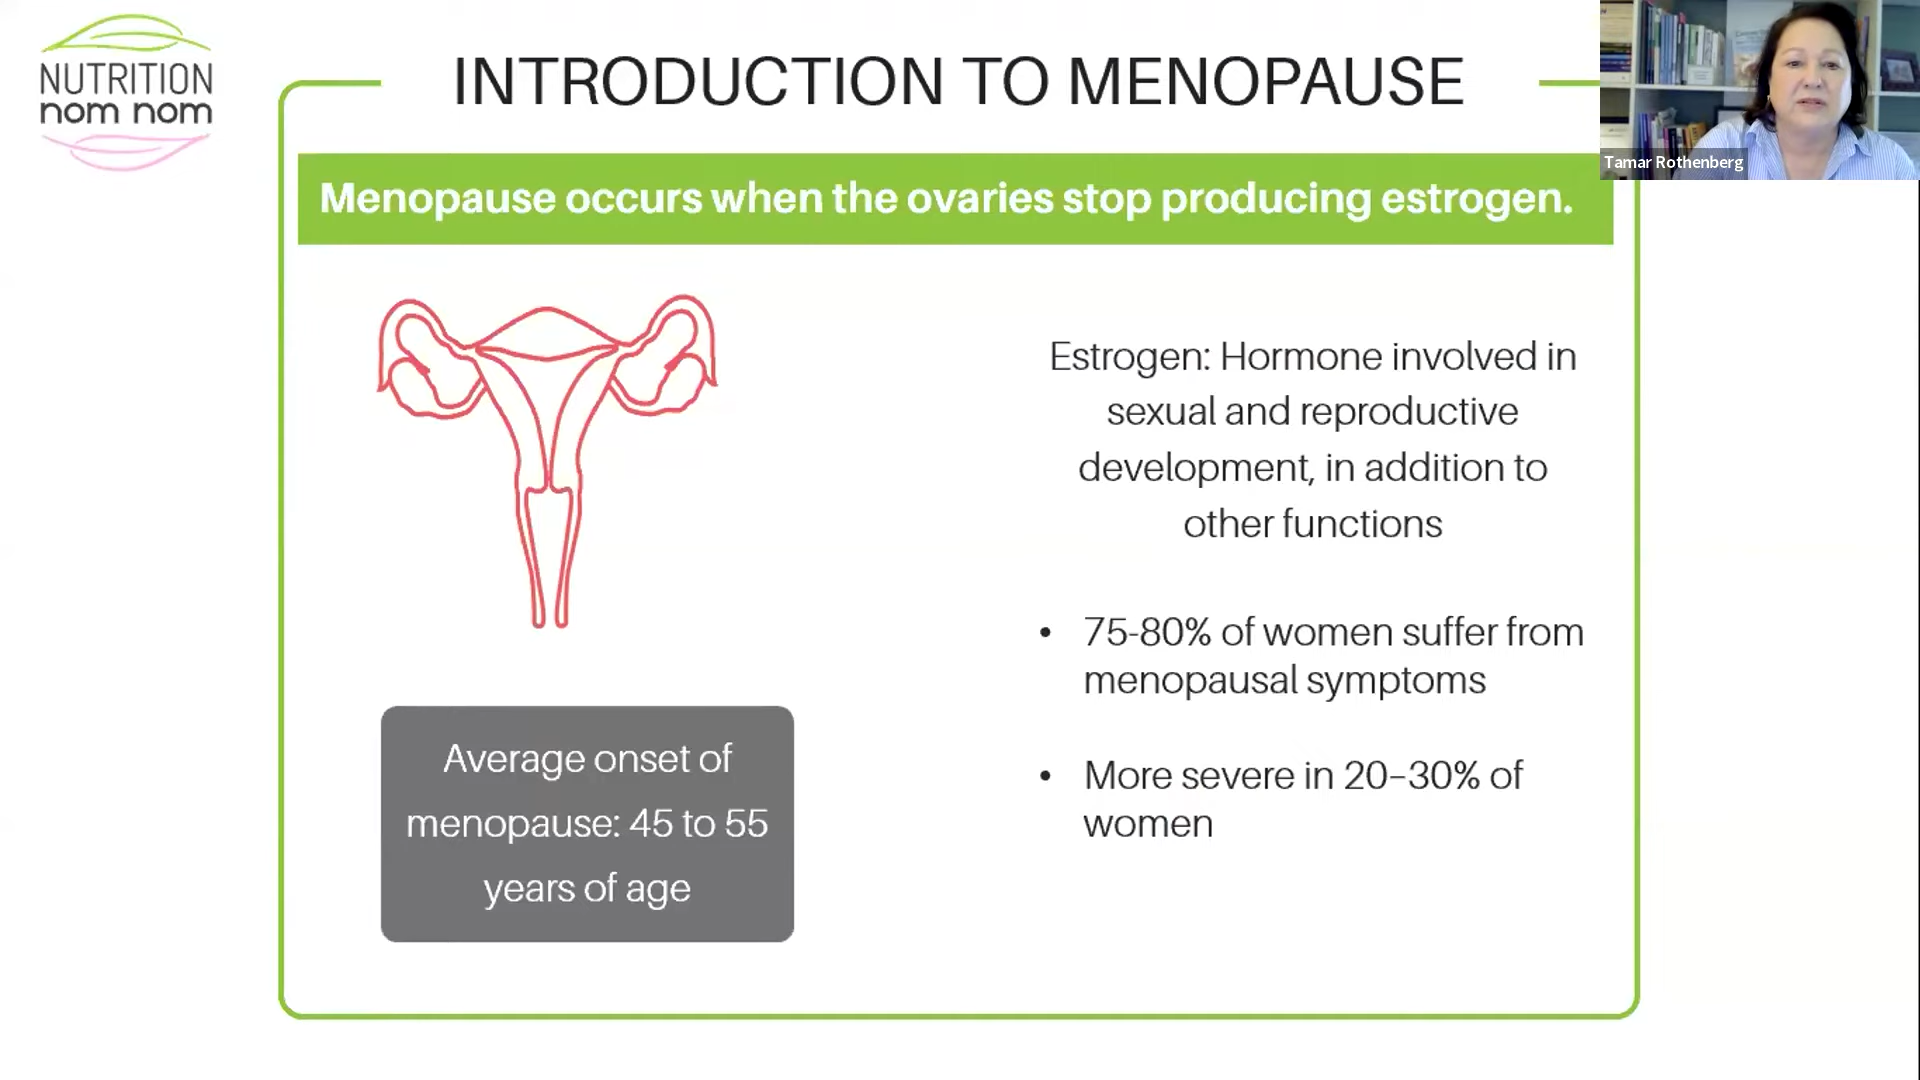 NUTRITION
nom nom
INTRODUCTION TO MENOPAUSE
Tamar Rothenberg
Menopause occurs when the ovaries stop producing estrogen.
Estrogen: Hormone involved in
sexual and reproductive
development, in addition to
other functions
• 75-80% of women suffer from
menopausal symptoms
• More severe in 20–30% of
women
Average onset of
menopause: 45 to 55
years of age